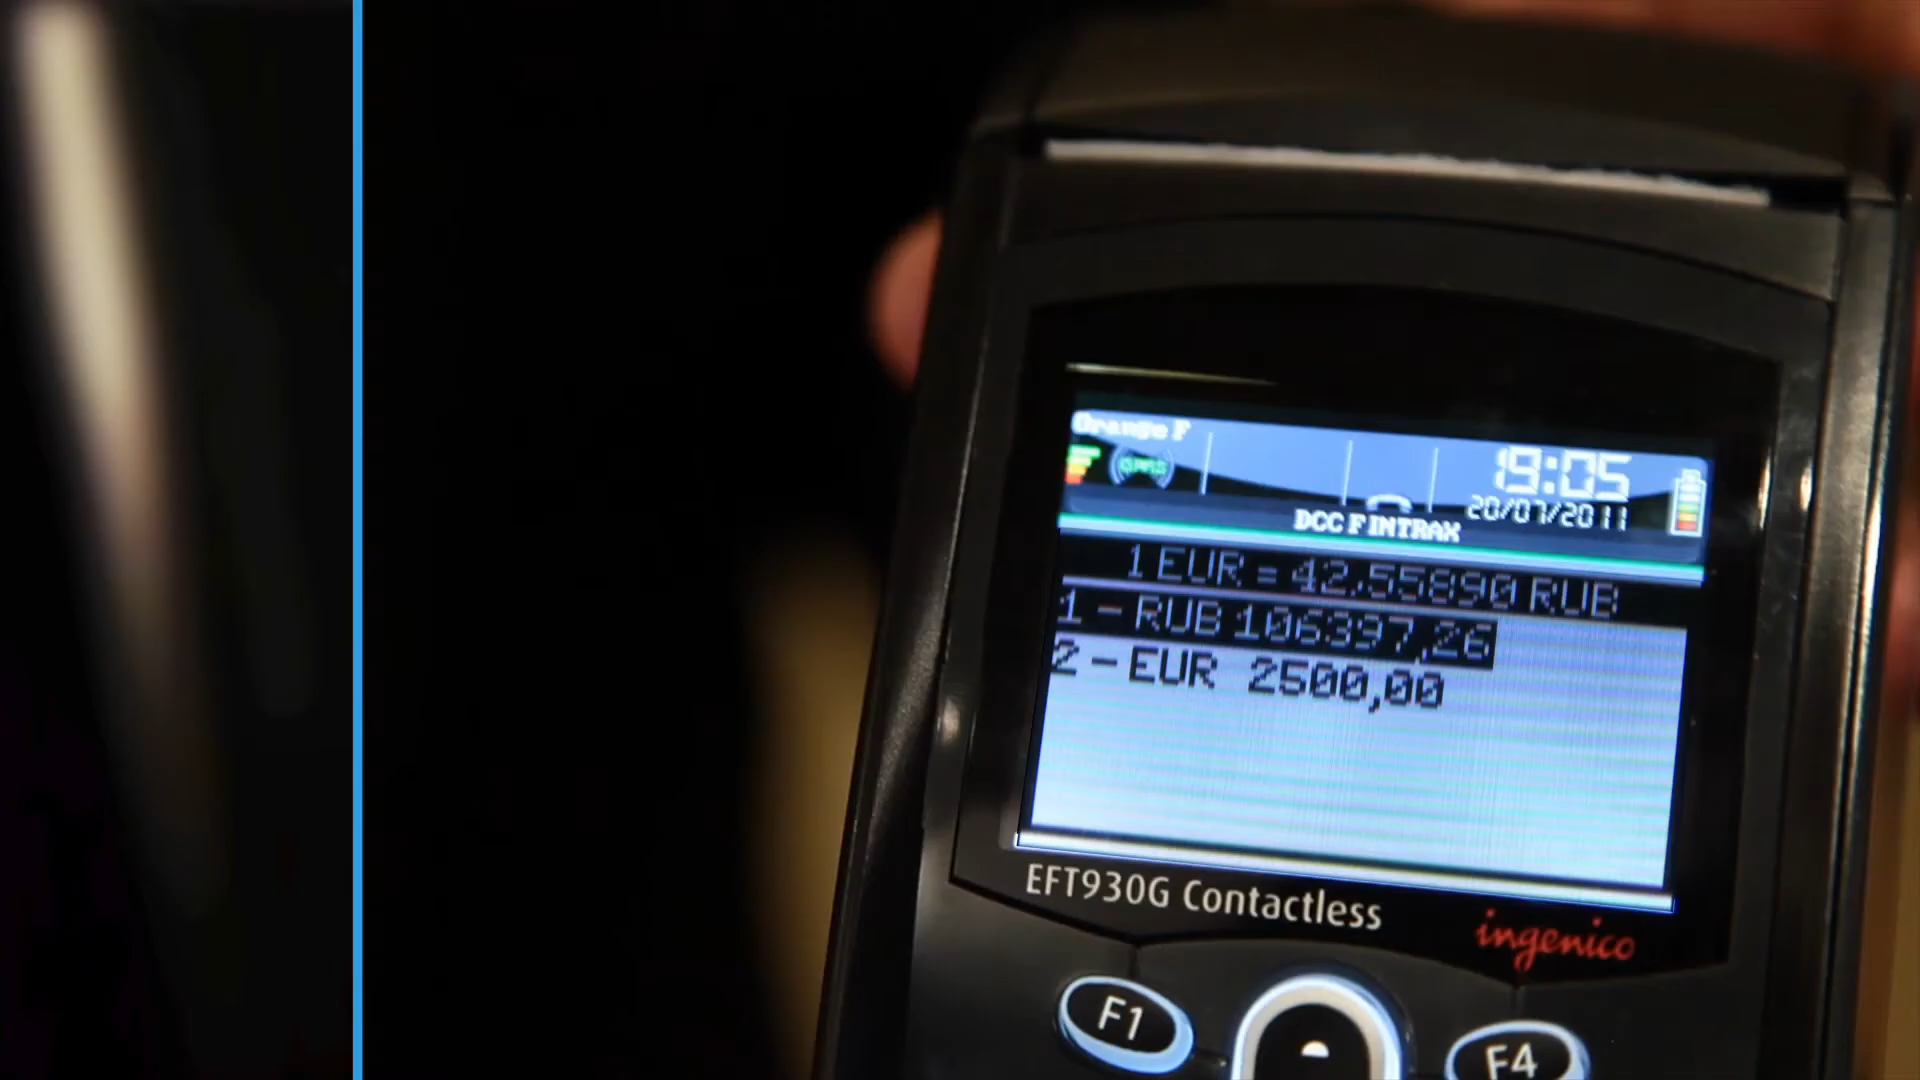 Orange F
GPRS
19:05
20/07/2011
DCC FINTRAX
1 EUR = 42.55890 RUB
1 - RUB 106397,26
2 - EUR 2500,00
EFT930G Contactless
ingenico
F1
F4